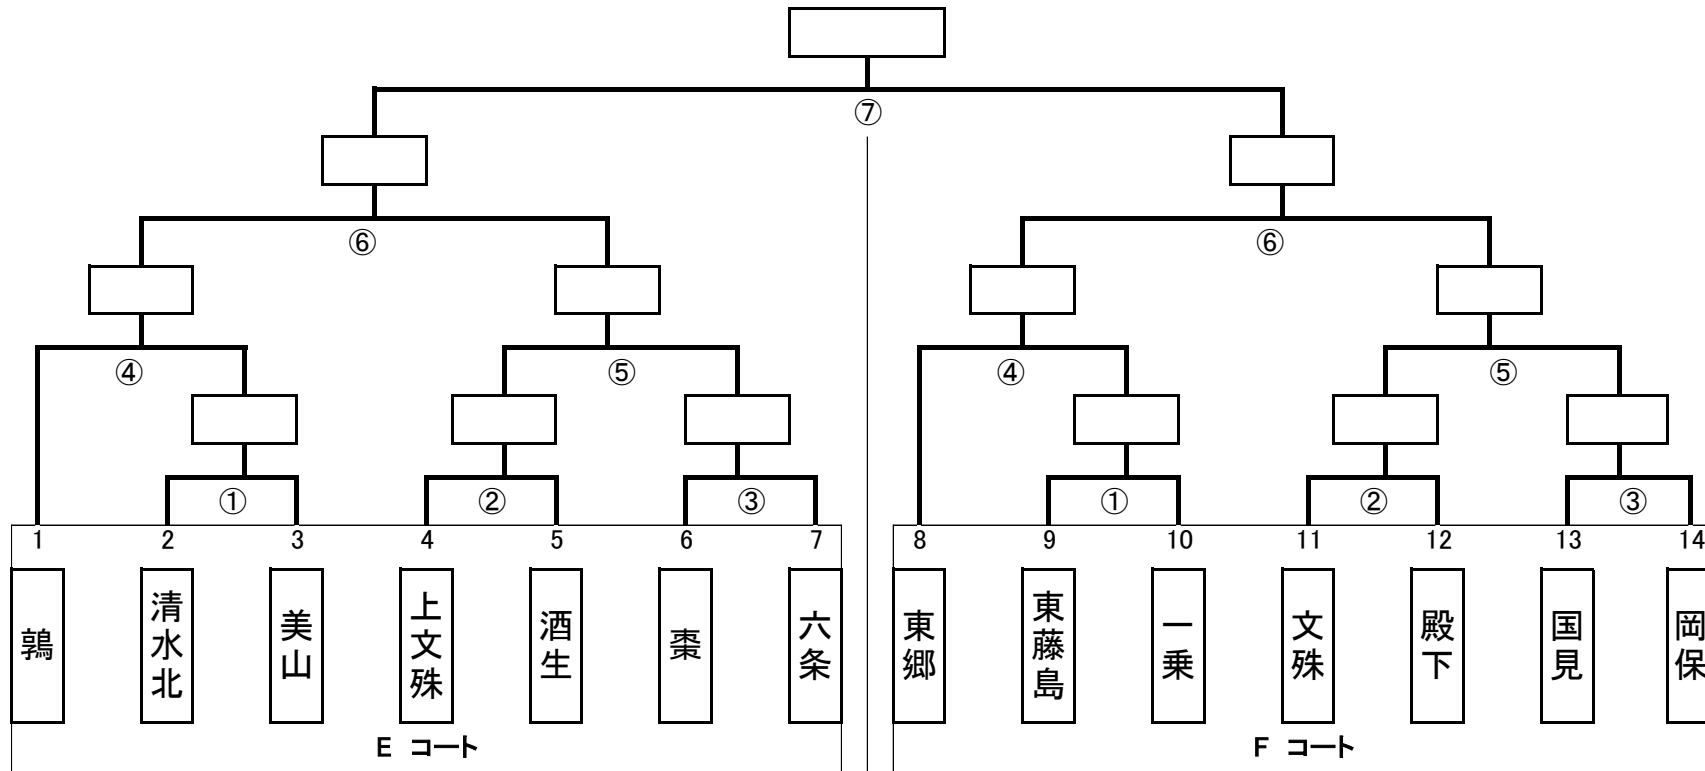 ⑦
⑥ ⑥
④ ⑤ ④ ⑤
① ② ③ ① ② ③
1 2 3 4 5 6 7 8 9 10 11 12 13 14
鶉
清水北
美山
上文殊
酒生
棗
六条
東郷
東藤島
一乗
文殊
殿下
国見
岡保
E コート F コート